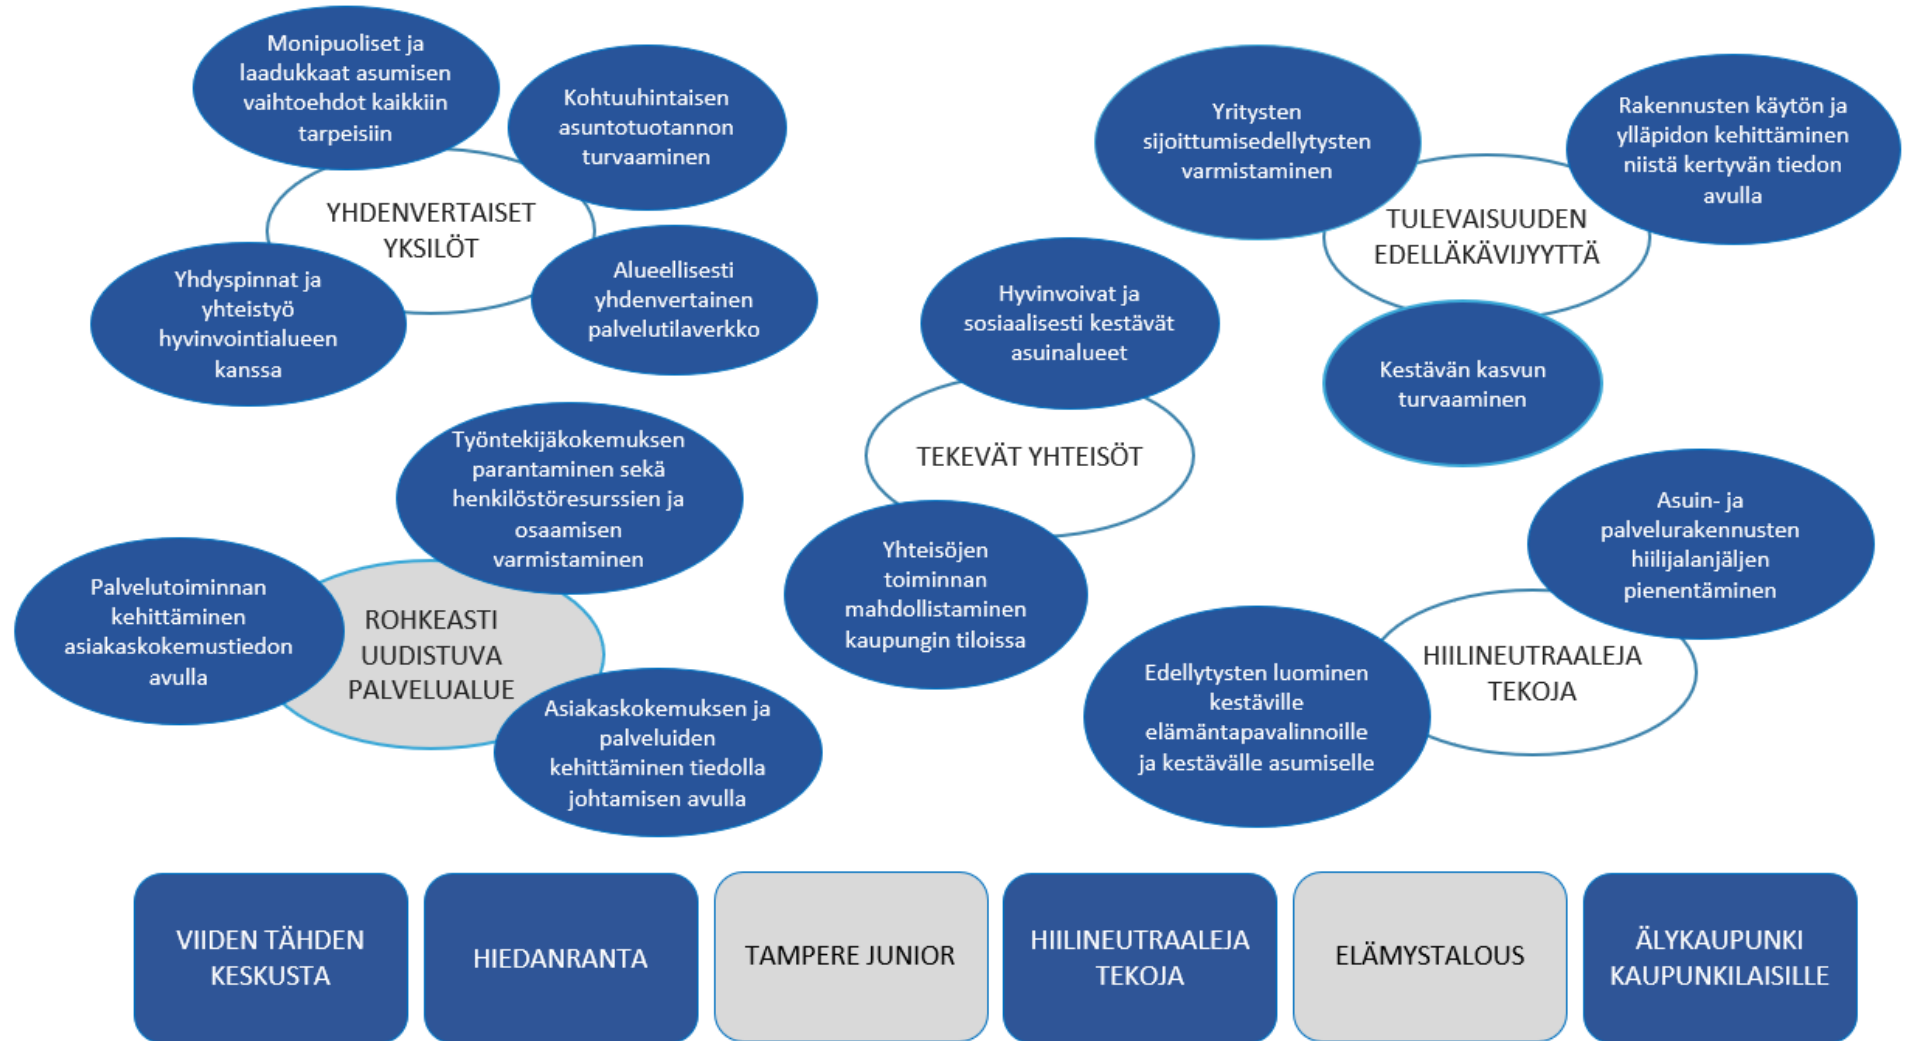 Monipuoliset ja
laadukkaat asumisen
vaihtoehdot kaikkiin
tarpeisiin
Kohtuuhintaisen
asuntotuotannon
turvaaminen
YHDENVERTAISET
YKSILÖT
Yhdyspinnat ja
yhteistyö
hyvinvointialueen
kanssa
Alueellisesti
yhdenvertainen
palvelutilaverkko
Yritysten
sijoittumisedellytysten
varmistaminen
Rakennusten käytön ja
ylläpidon kehittäminen
niistä kertyvän tiedon
avulla
TULEVAISUUDEN
EDELLÄKÄVIJYYTTÄ
Kestävän kasvun
turvaaminen
Hyvinvoivat ja
sosiaalisesti kestävät
asuinalueet
TEKEVÄT YHTEISÖT
Yhteisöjen
toiminnan
mahdollistaminen
kaupungin tiloissa
Työntekijäkokemuksen
parantaminen sekä
henkilöstöresurssien ja
osaamisen
varmistaminen
Palvelutoiminnan
kehittäminen
asiakaskokemustiedon
avulla
ROHKEASTI
UUDISTUVA
PALVELUALUE
Asiakaskokemuksen ja
palveluiden
kehittäminen tiedolla
johtamisen avulla
Asuin- ja
palvelurakennusten
hiilijalanjäljen
pienentäminen
HIILINEUTRAALEJA
TEKOJA
Edellytysten luominen
kestäville
elämäntapavalinnoille
ja kestävälle asumiselle
VIIDEN TÄHDEN
KESKUSTA
HIEDANRANTA
TAMPERE JUNIOR
HIILINEUTRAALEJA
TEKOJA
ELÄMYSTALOUS
ÄLYKAUPUNKI
KAUPUNKILAISILLE